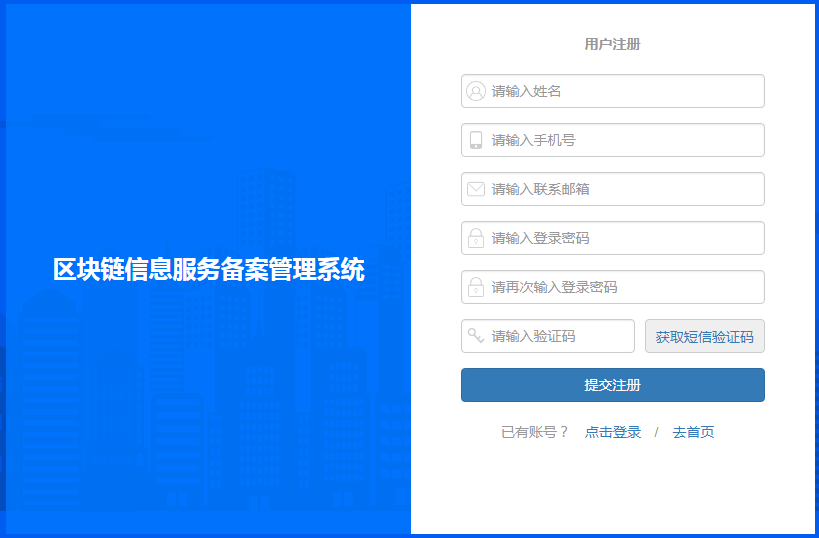 区块链信息服务备案管理系统
用户注册
请输入姓名
请输入手机号
请输入联系邮箱
请输入登录密码
请再次输入登录密码
请输入验证码 获取短信验证码
提交注册
已有账号？ 点击登录 / 去首页